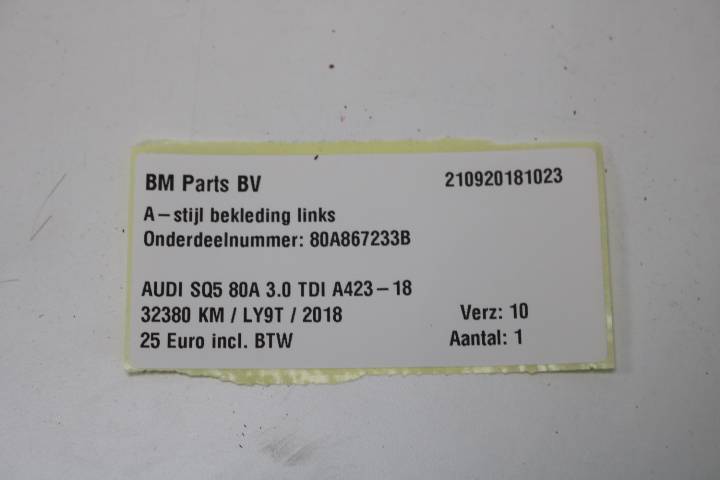 BM Parts BV 210920181023
A-stijl bekleding links
Onderdeelnummer: 80A867233B
AUDI SQ5 80A 3.0 TDI A423-18
32380 KM / LY9T / 2018 Verz: 10
25 Euro incl. BTW Aantal: 1